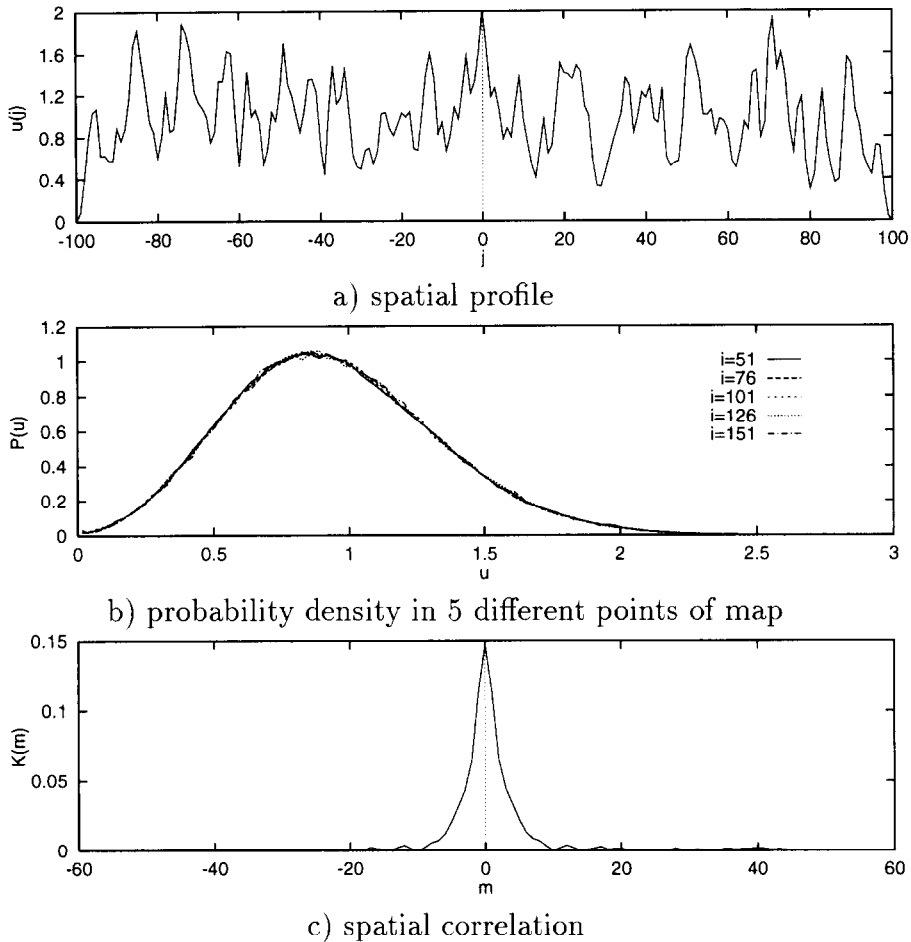 2
1.6
1.2
0.8
0.4
0
u(j)
-100 -80 -60 -40 -20 0 20 40 60 80 100
j
a) spatial profile
1.2
1
0.8
0.6
0.4
0.2
0
P(u)
i=51
i=76
i=101
i=126
i=151
0 0.5 1 1.5 2 2.5 3
u
b) probability density in 5 different points of map
0.15
0.1
0.05
0
K(m)
-60 -40 -20 0 20 40 60
m
c) spatial correlation